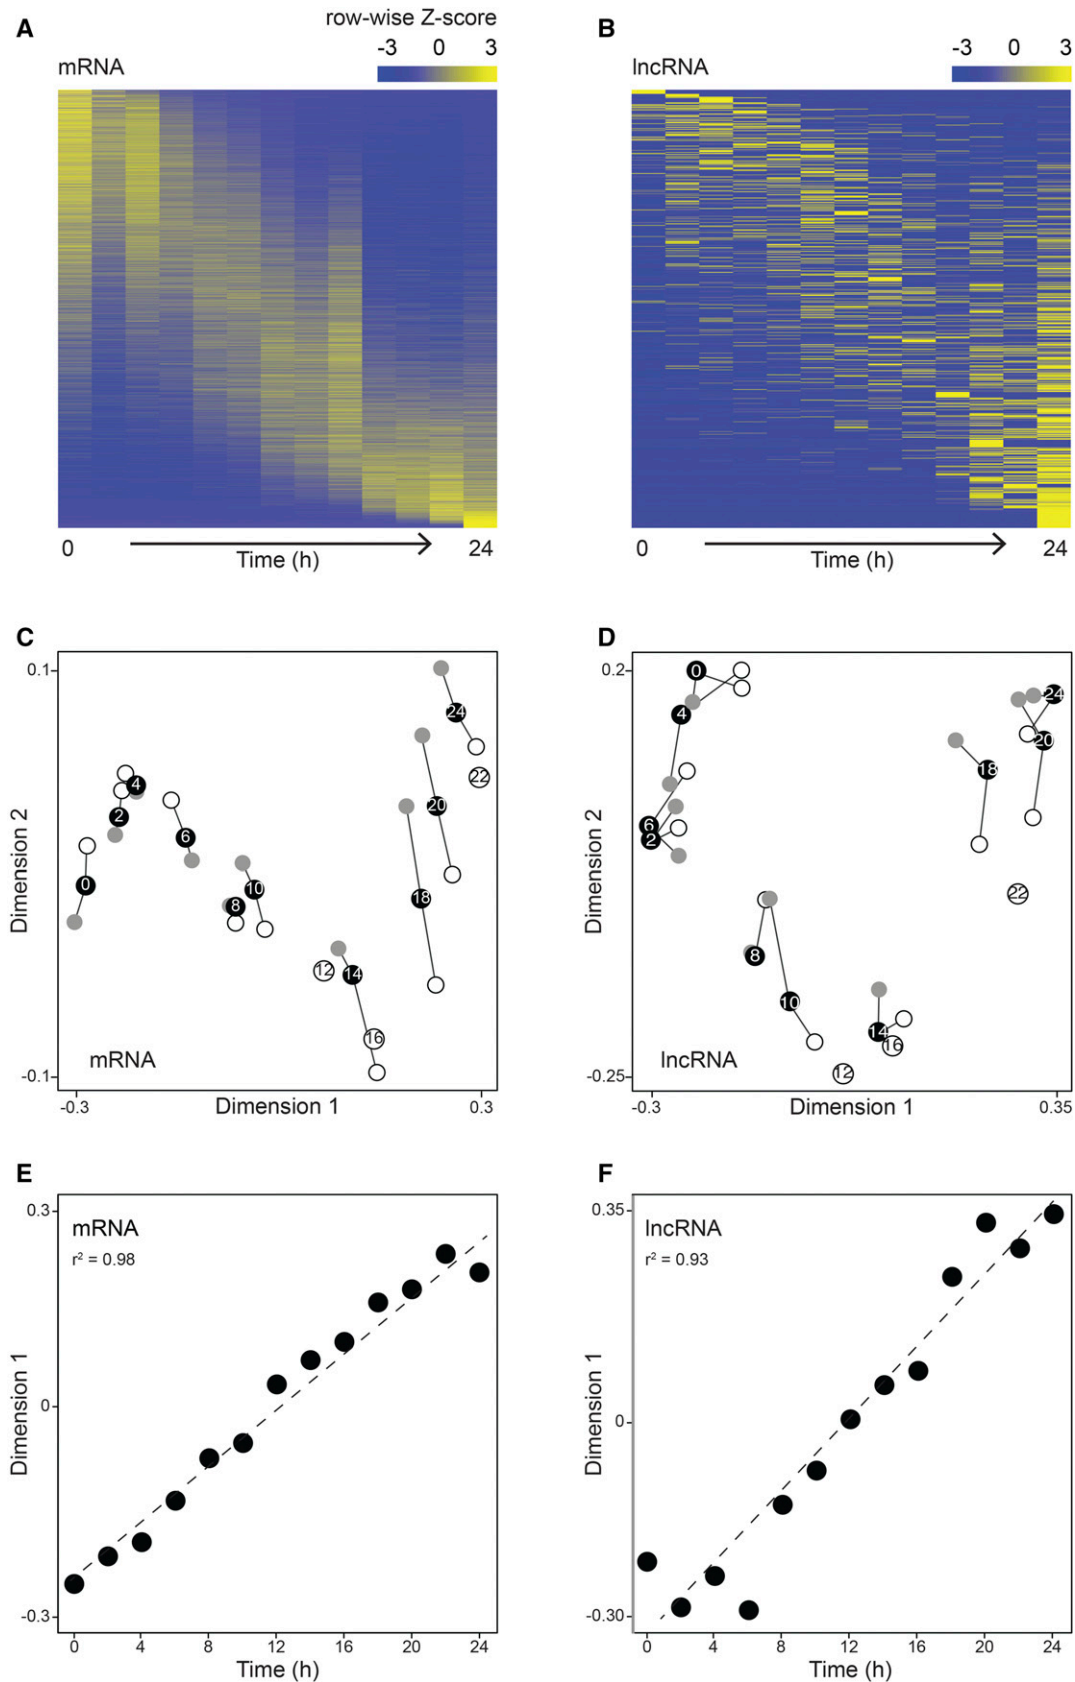 A
row-wise Z-score
-3 0 3
mRNA
B
-3 0 3
lncRNA
0 24
Time (h)
0 24
Time (h)
C
0.1
Dimension 2
-0.1
-0.3 0.3
Dimension 1
mRNA
0
2
4
6
8
10
12
14
16
18
20
22
24
D
0.2
Dimension 2
-0.25
-0.3 0.35
Dimension 1
lncRNA
0
4
6
2
8
10
12
14
16
18
20
22
24
E
mRNA
r² = 0.98
0.3
0
-0.3
Dimension 1
0 4 8 12 16 20 24
Time (h)
F
lncRNA
r² = 0.93
0.35
0
-0.30
Dimension 1
0 4 8 12 16 20 24
Time (h)